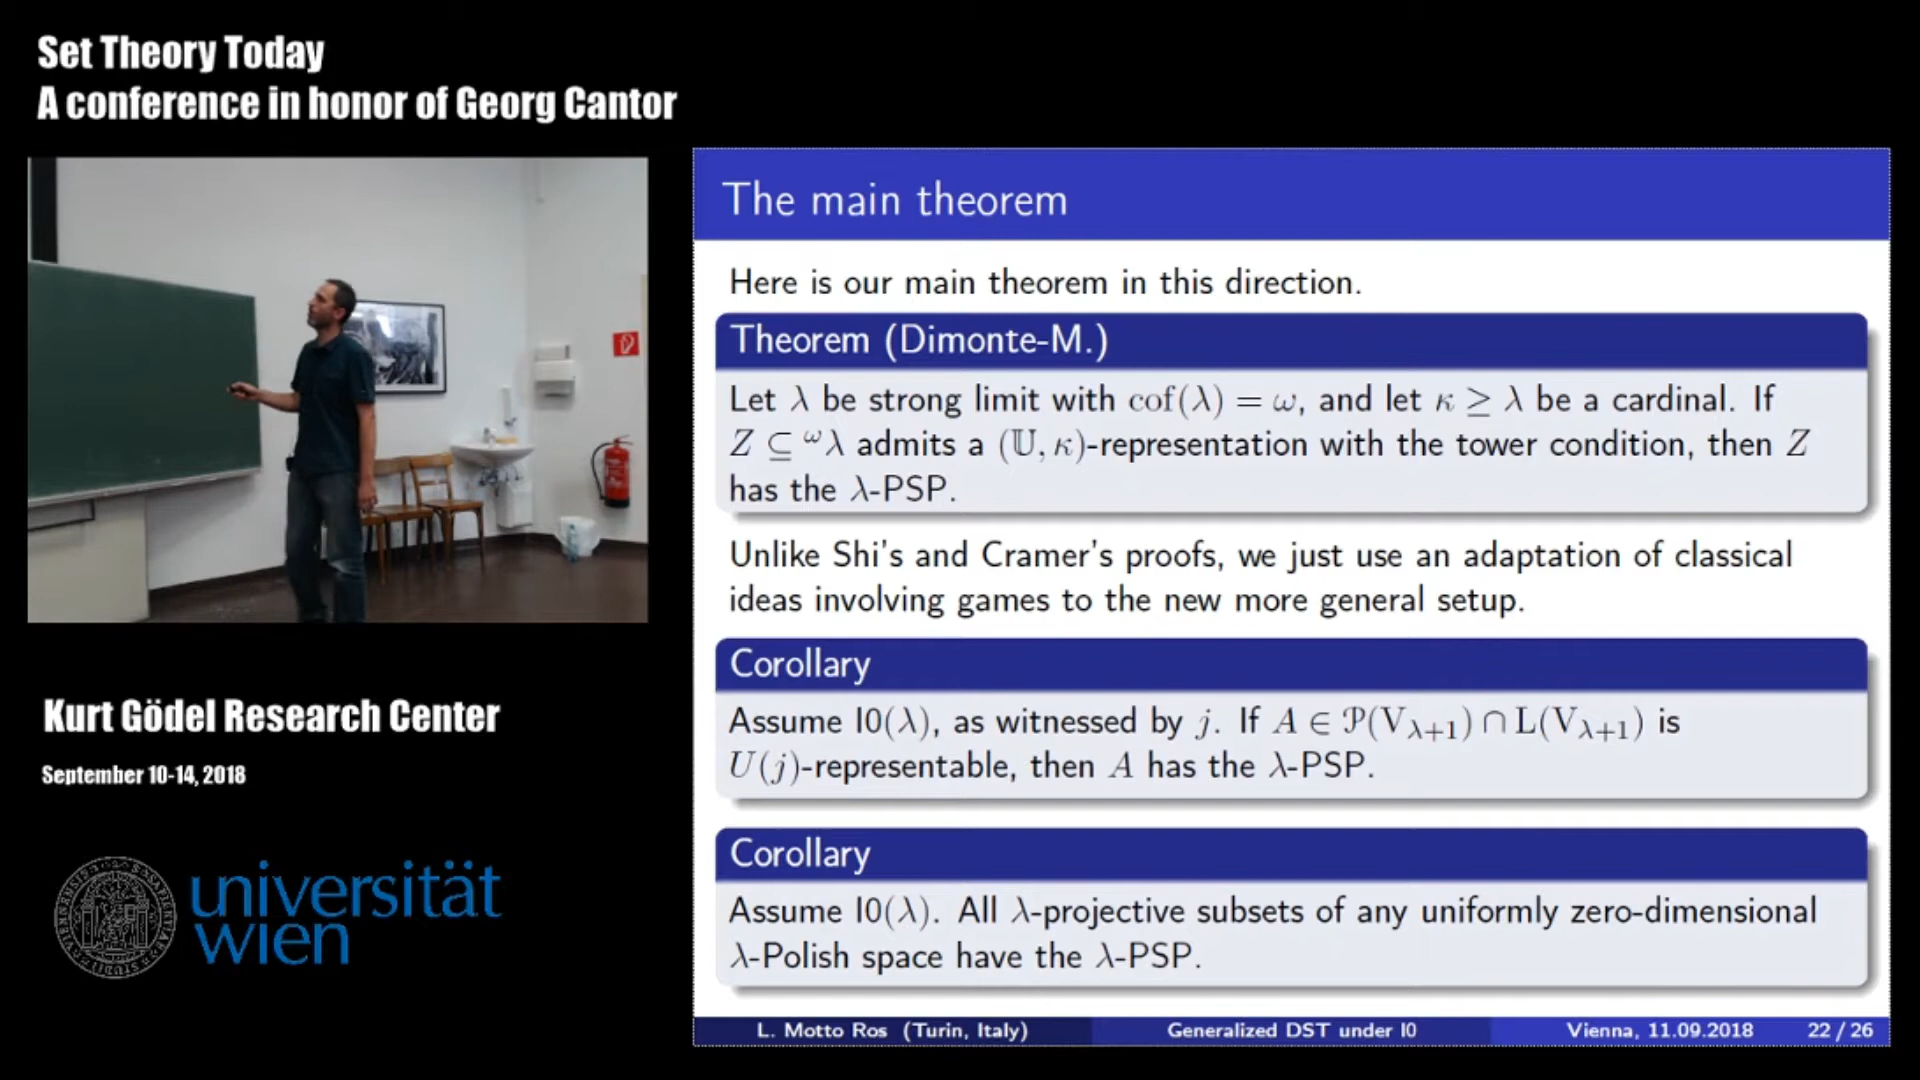 Set Theory Today
A conference in honor of Georg Cantor
The main theorem
Here is our main theorem in this direction.
Theorem (Dimonte-M.)
Let λ be strong limit with cof(λ) = ω, and let κ ≥ λ be a cardinal. If
Z ⊆ ^ωλ admits a (𝕌, κ)-representation with the tower condition, then Z
has the λ-PSP.
Unlike Shi's and Cramer's proofs, we just use an adaptation of classical
ideas involving games to the new more general setup.
Corollary
Assume I0(λ), as witnessed by j. If A ∈ 𝒫(V_{λ+1}) ∩ L(V_{λ+1}) is
U(j)-representable, then A has the λ-PSP.
Corollary
Assume I0(λ). All λ-projective subsets of any uniformly zero-dimensional
λ-Polish space have the λ-PSP.
L. Motto Ros (Turin, Italy) Generalized DST under I0 Vienna, 11.09.2018 22 / 26
Kurt Gödel Research Center
September 10-14, 2018
universität
wien